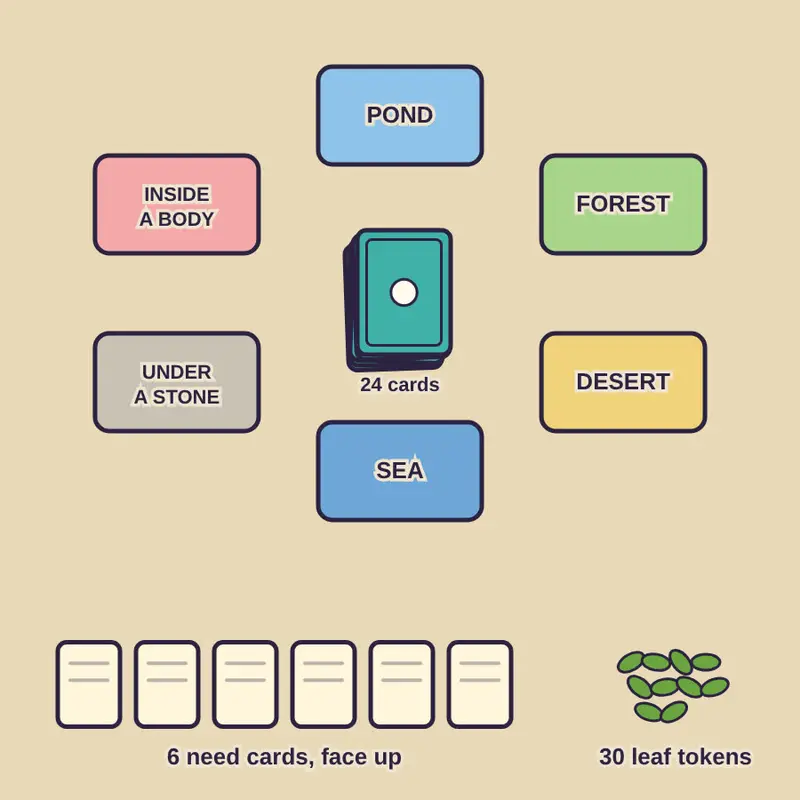 POND
INSIDE
A BODY
FOREST
24 cards
UNDER
A STONE
DESERT
SEA
6 need cards, face up
30 leaf tokens